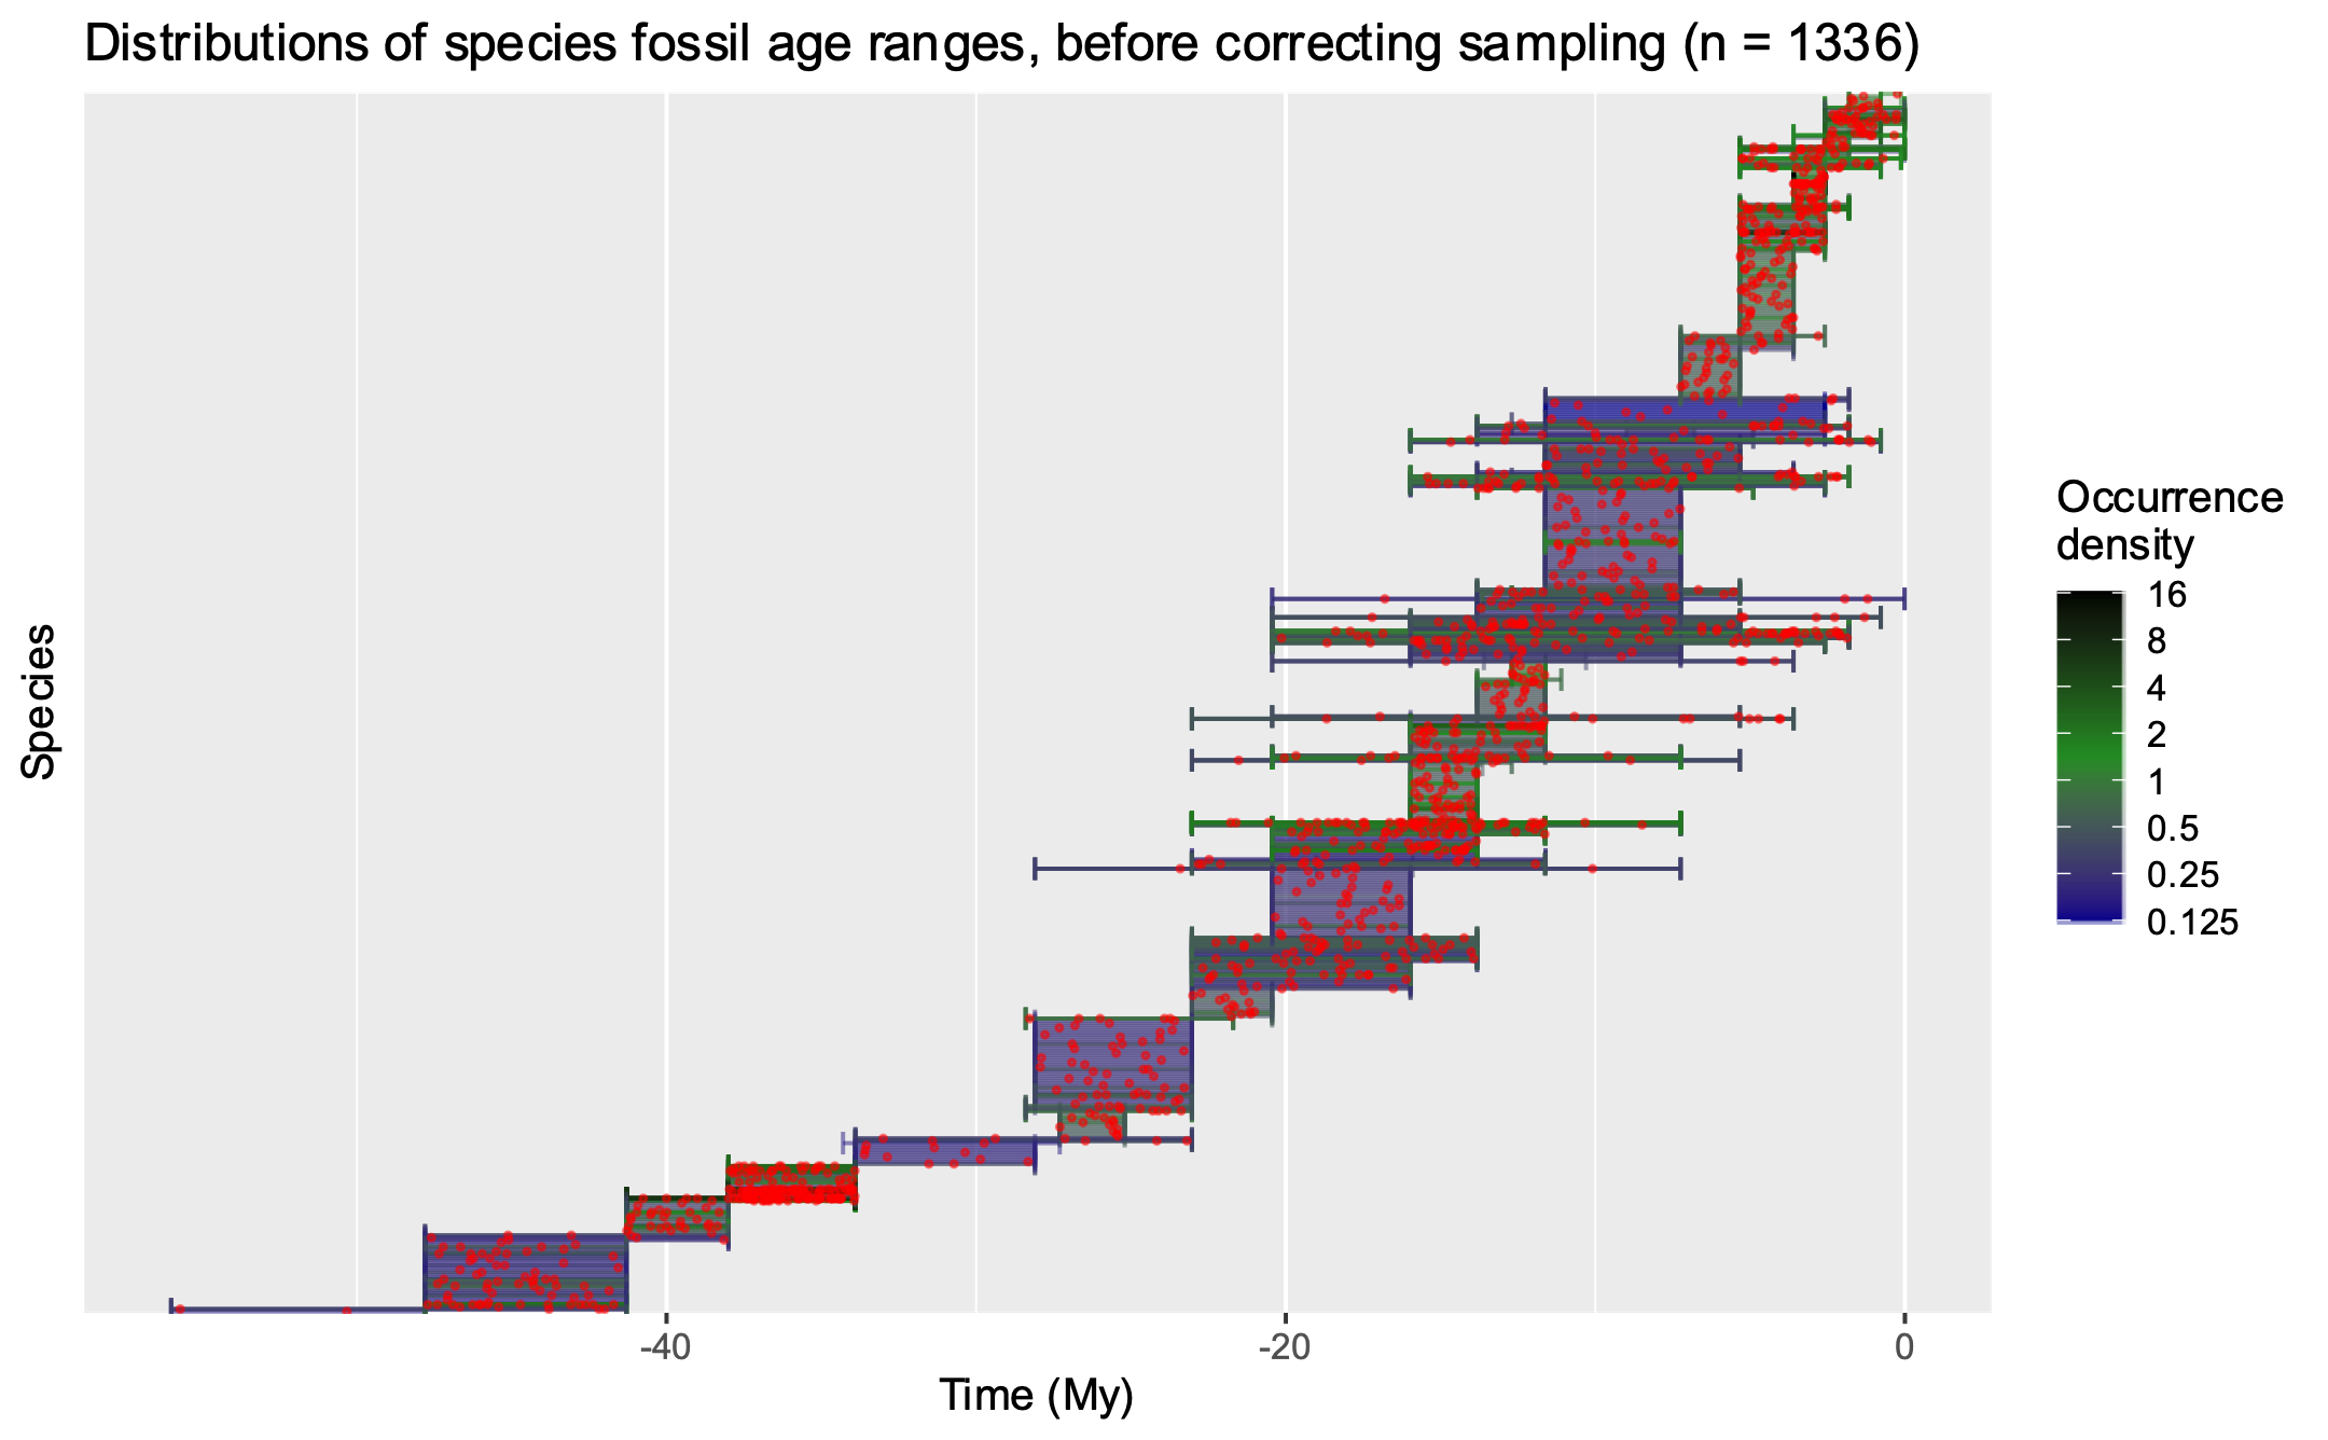 Distributions of species fossil age ranges, before correcting sampling (n = 1336)
Species
Occurrence
density
16
8
4
2
1
0.5
0.25
0.125
-40
-20
0
Time (My)